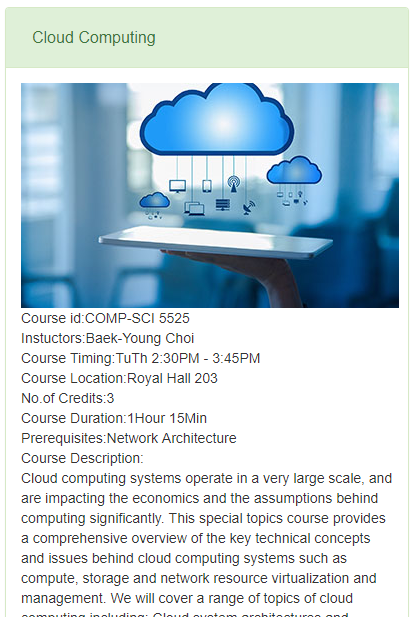 Cloud Computing
Course id:COMP-SCI 5525
Instuctors:Baek-Young Choi
Course Timing:TuTh 2:30PM - 3:45PM
Course Location:Royal Hall 203
No.of Credits:3
Course Duration:1Hour 15Min
Prerequisites:Network Architecture
Course Description:
Cloud computing systems operate in a very large scale, and
are impacting the economics and the assumptions behind
computing significantly. This special topics course provides
a comprehensive overview of the key technical concepts
and issues behind cloud computing systems such as
compute, storage and network resource virtualization and
management. We will cover a range of topics of cloud
computing including: Cloud system architectures and